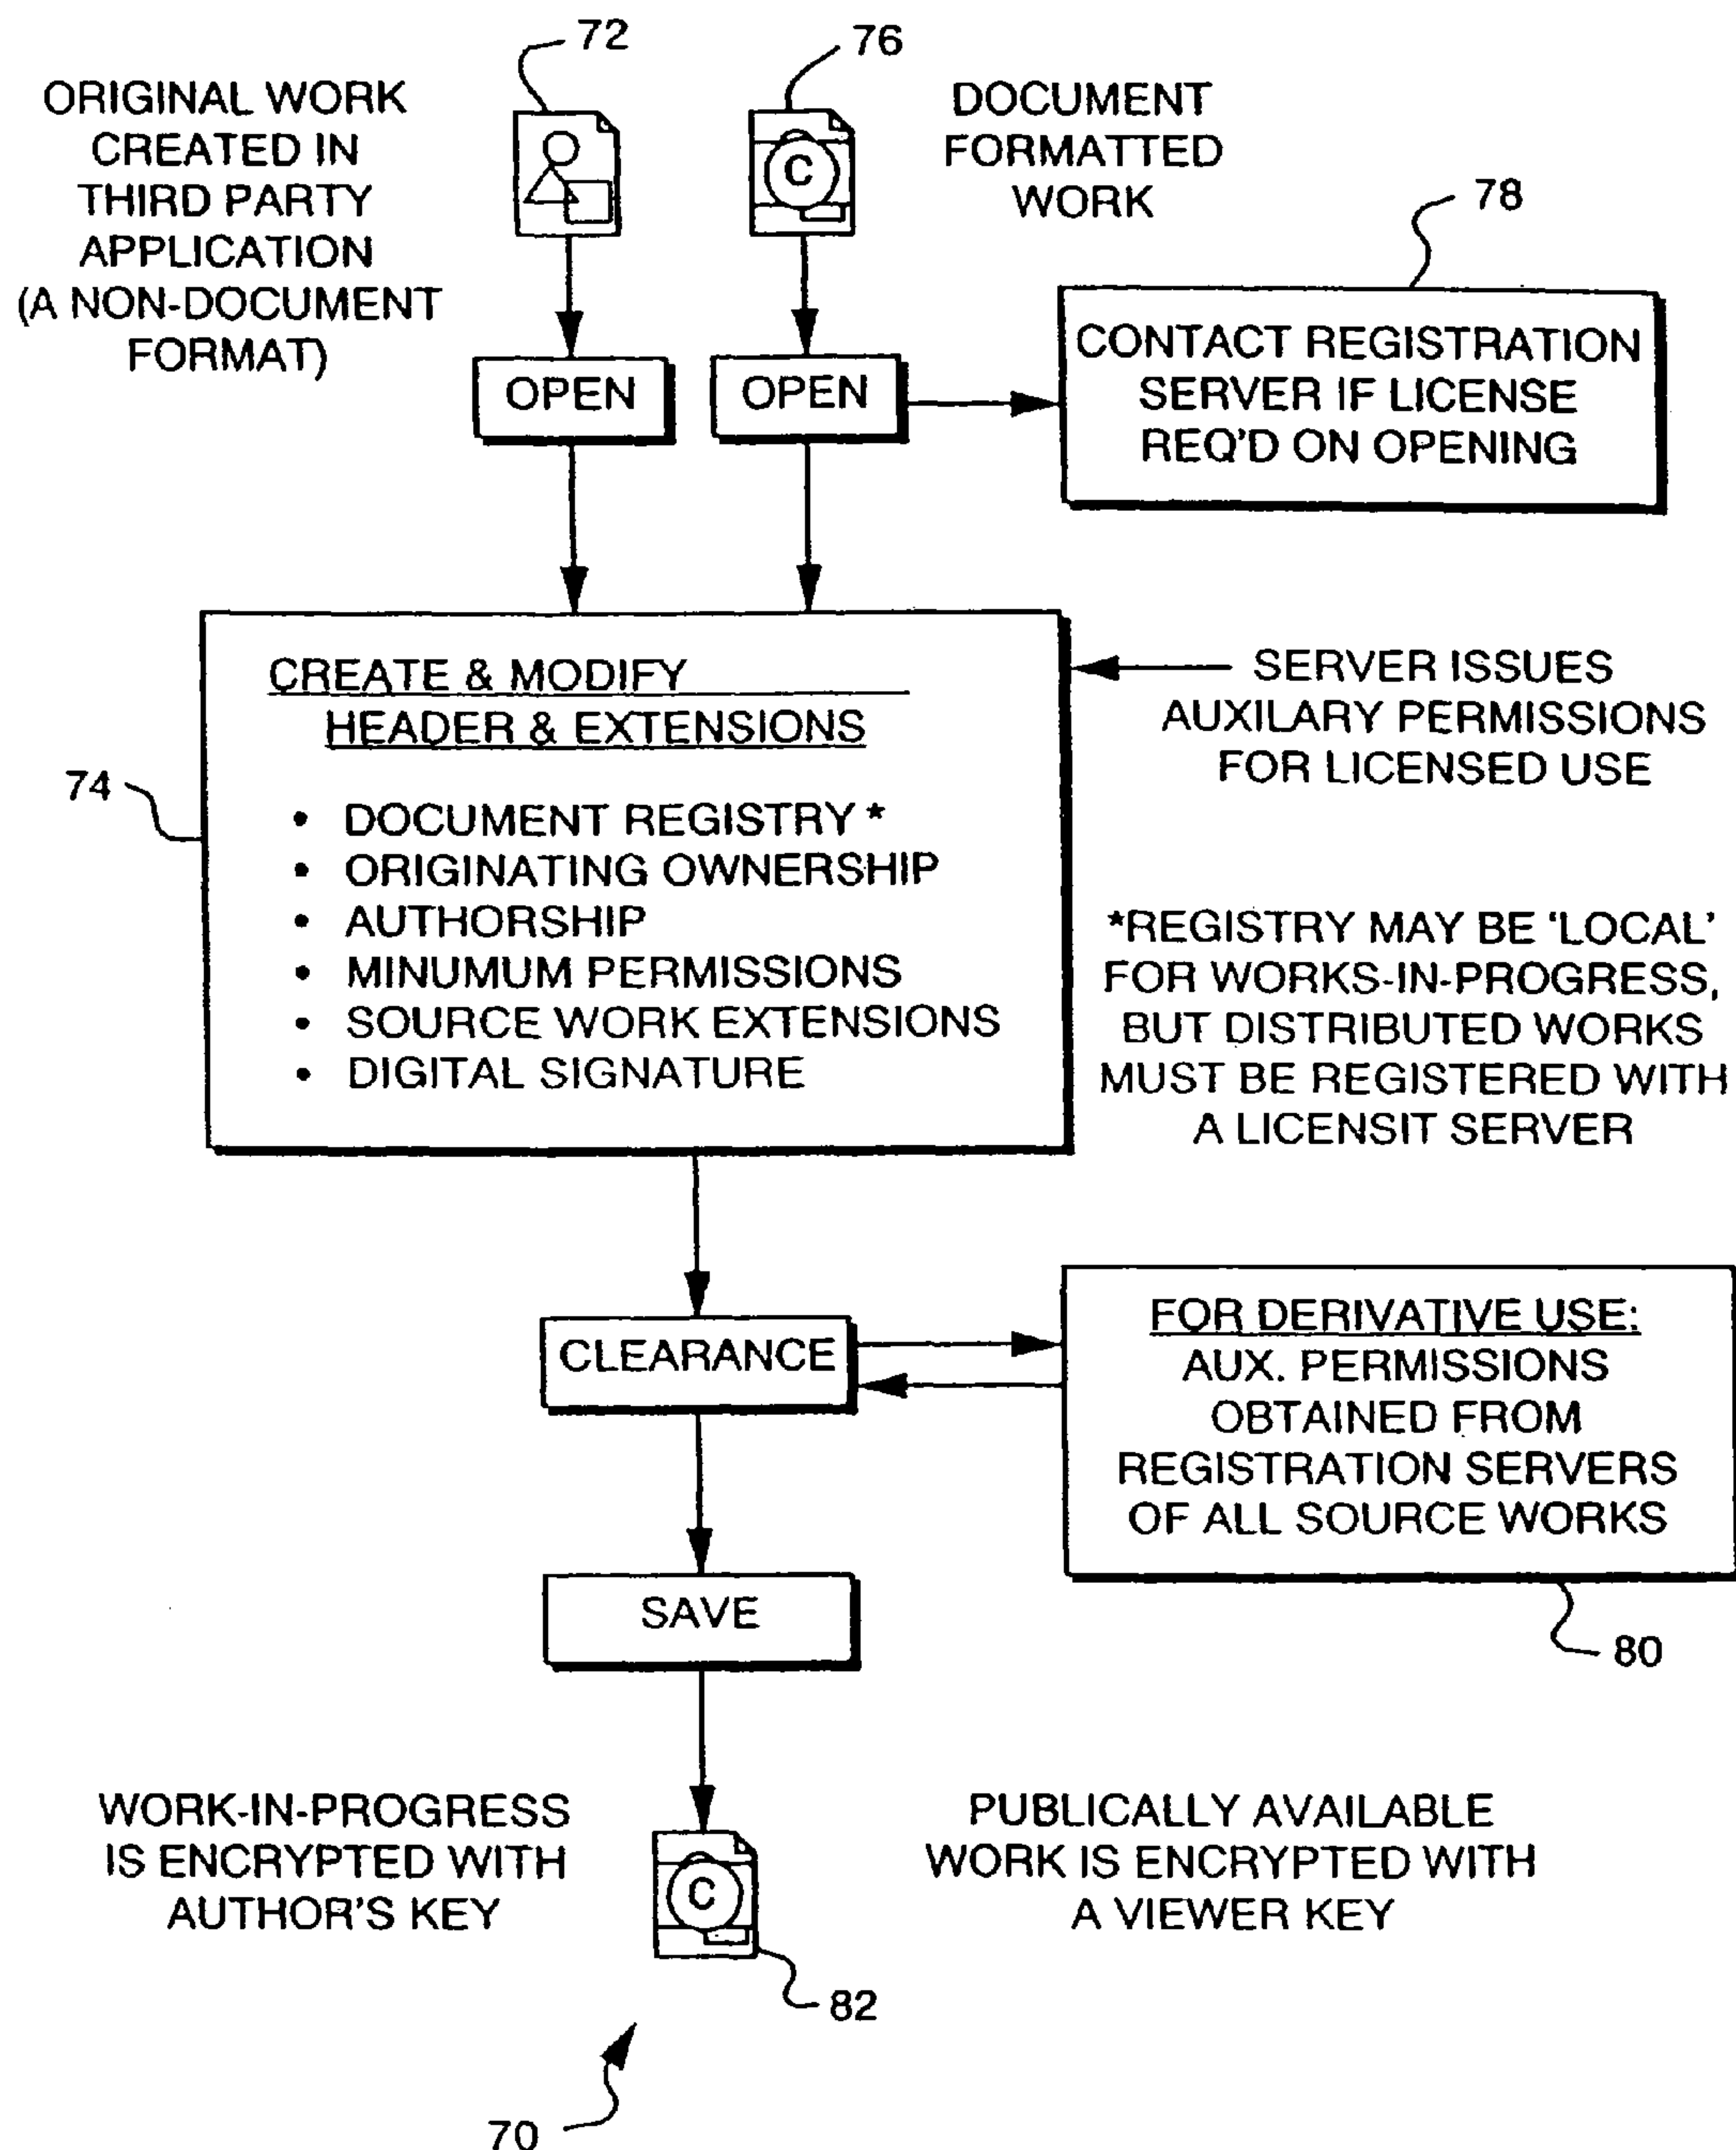 72
76
ORIGINAL WORK
CREATED IN
THIRD PARTY
APPLICATION
(A NON-DOCUMENT
FORMAT)
C
DOCUMENT
FORMATTED
WORK
78
OPEN
OPEN
CONTACT REGISTRATION
SERVER IF LICENSE
REQ'D ON OPENING
74
CREATE & MODIFY
HEADER & EXTENSIONS
• DOCUMENT REGISTRY *
• ORIGINATING OWNERSHIP
• AUTHORSHIP
• MINUMUM PERMISSIONS
• SOURCE WORK EXTENSIONS
• DIGITAL SIGNATURE
SERVER ISSUES
AUXILARY PERMISSIONS
FOR LICENSED USE
*REGISTRY MAY BE 'LOCAL'
FOR WORKS-IN-PROGRESS,
BUT DISTRIBUTED WORKS
MUST BE REGISTERED WITH
A LICENSIT SERVER
CLEARANCE
FOR DERIVATIVE USE:
AUX. PERMISSIONS
OBTAINED FROM
REGISTRATION SERVERS
OF ALL SOURCE WORKS
80
SAVE
WORK-IN-PROGRESS
IS ENCRYPTED WITH
AUTHOR'S KEY
C
PUBLICALLY AVAILABLE
WORK IS ENCRYPTED WITH
A VIEWER KEY
82
70